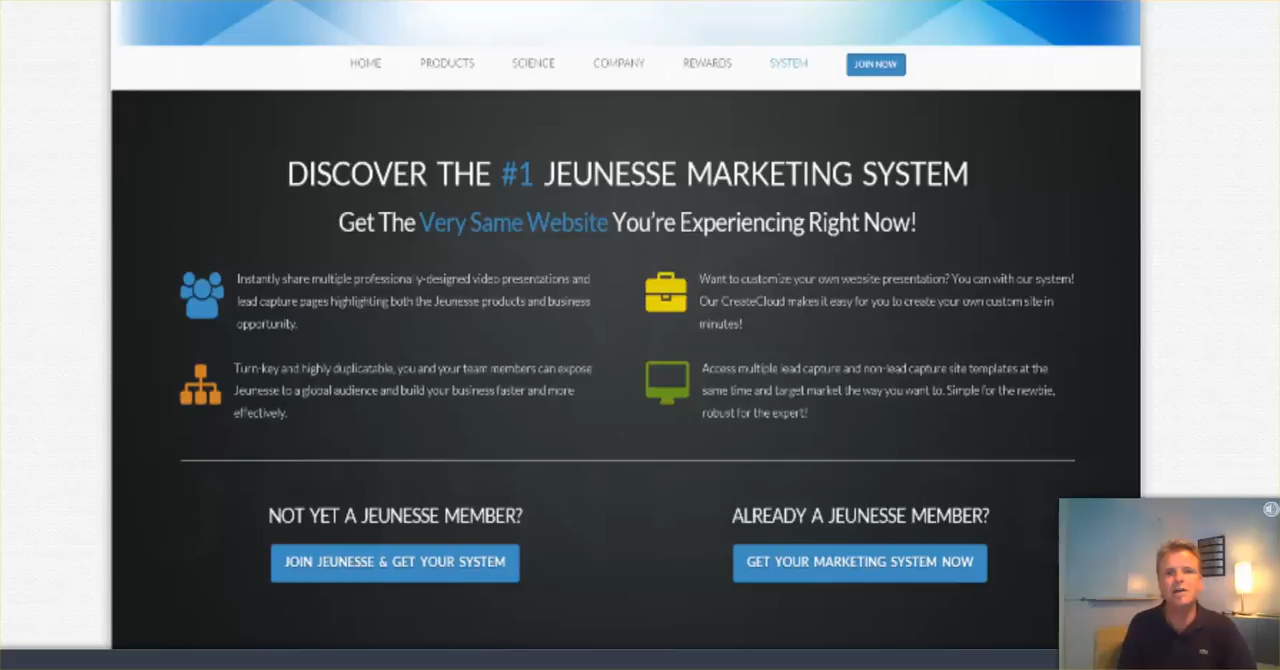 HOME PRODUCTS SCIENCE COMPANY REWARDS SYSTEM JOIN NOW
DISCOVER THE #1 JEUNESSE MARKETING SYSTEM
Get The Very Same Website You're Experiencing Right Now!
Instantly share multiple professionally-designed video presentations and
lead capture pages highlighting both the Jeunesse products and business
opportunity.
Want to customize your own website presentation? You can with our system!
Our CreateCloud makes it easy for you to create your own custom site in
minutes!
Turn-key and highly duplicatable, you and your team members can expose
Jeunesse to a global audience and build your business faster and more
effectively.
Access multiple lead capture and non-lead capture site templates at the
same time and target market the way you want to. Simple for the newbie,
robust for the expert!
NOT YET A JEUNESSE MEMBER?
JOIN JEUNESSE & GET YOUR SYSTEM
ALREADY A JEUNESSE MEMBER?
GET YOUR MARKETING SYSTEM NOW